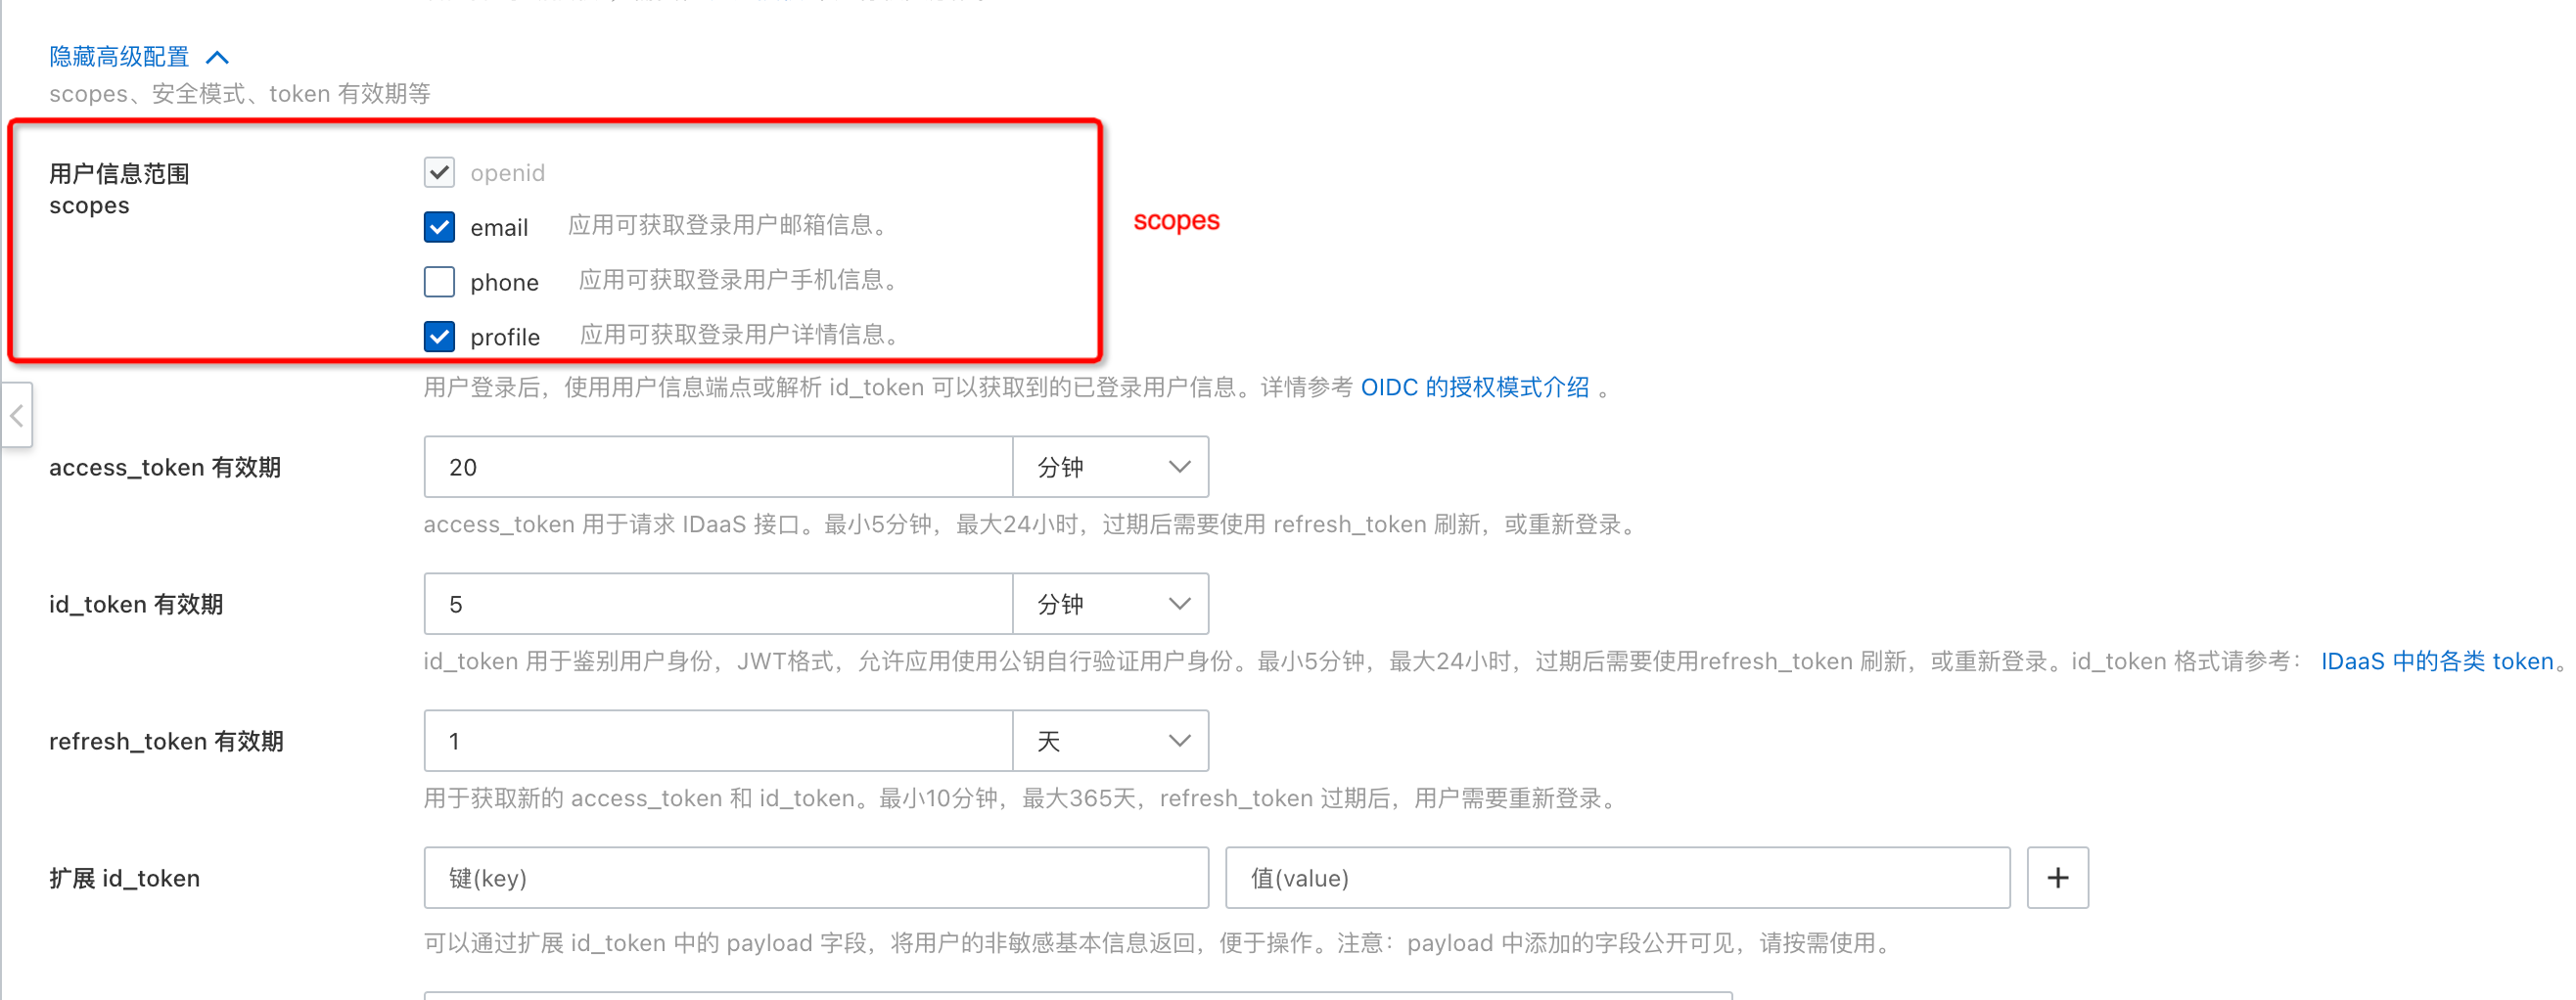 隐藏高级配置
scopes、安全模式、token 有效期等
用户信息范围
scopes
openid
email 应用可获取登录用户邮箱信息。
scopes
phone 应用可获取登录用户手机信息。
profile 应用可获取登录用户详情信息。
用户登录后，使用用户信息端点或解析 id_token 可以获取到的已登录用户信息。详情参考 OIDC 的授权模式介绍 。
access_token 有效期 20 分钟
access_token 用于请求 IDaaS 接口。最小5分钟，最大24小时，过期后需要使用 refresh_token 刷新，或重新登录。
id_token 有效期 5 分钟
id_token 用于鉴别用户身份，JWT格式，允许应用使用公钥自行验证用户身份。最小5分钟，最大24小时，过期后需要使用refresh_token 刷新，或重新登录。id_token 格式请参考： IDaaS 中的各类 token。
refresh_token 有效期 1 天
用于获取新的 access_token 和 id_token。最小10分钟，最大365天，refresh_token 过期后，用户需要重新登录。
扩展 id_token 键(key) 值(value)
可以通过扩展 id_token 中的 payload 字段，将用户的非敏感基本信息返回，便于操作。注意：payload 中添加的字段公开可见，请按需使用。